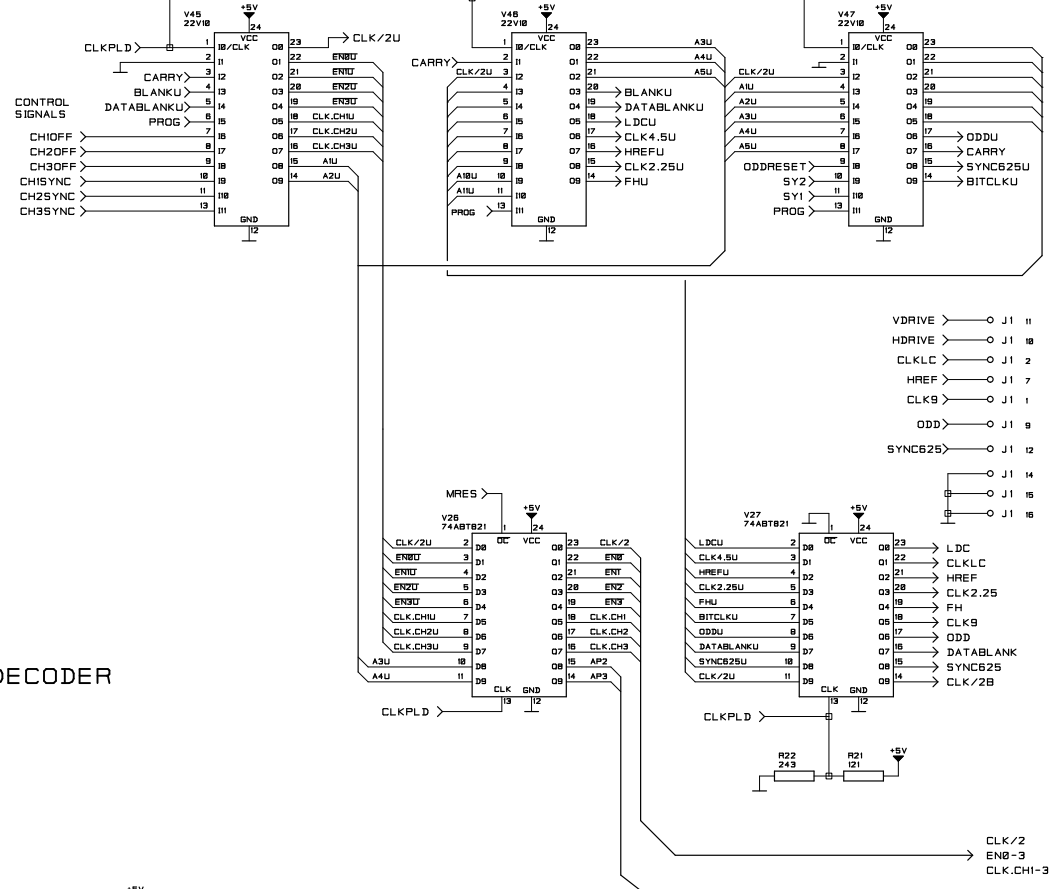 V45
22V10
+5V
24
VCC
CLKPLD 1 I0/CLK O0 23 CLK/2U
2 I1 O1 22 EN0U
CARRY 3 I2 O2 21 EN1U
BLANKU 4 I3 O3 20 EN2U
DATABLANKU 5 I4 O4 19 EN3U
PROG 6 I5 O5 18 CLK.CH1U
CH1OFF 7 I6 O6 17 CLK.CH2U
CH2OFF 8 I7 O7 16 CLK.CH3U
CH3OFF 9 I8 O8 15 A1U
CH1SYNC 10 I9 O9 14 A2U
CH2SYNC 11 I10
CH3SYNC 13 I11
GND
12
CONTROL
SIGNALS
V46
22V10
+5V
24
VCC
1 I0/CLK O0 23 A3U
CARRY 2 I1 O1 22 A4U
CLK/2U 3 I2 O2 21 A5U
4 I3 O3 20 BLANKU
5 I4 O4 19 DATABLANKU
6 I5 O5 18 LDCU
7 I6 O6 17 CLK4.5U
8 I7 O7 16 HREFU
9 I8 O8 15 CLK2.25U
A10U 10 I9 O9 14 FHU
A11U 11 I10
PROG 13 I11
GND
12
V47
22V10
+5V
24
VCC
1 I0/CLK O0 23
2 I1 O1 22
CLK/2U 3 I2 O2 21
A1U 4 I3 O3 20
A2U 5 I4 O4 19
A3U 6 I5 O5 18
A4U 7 I6 O6 17 ODDU
A5U 8 I7 O7 16 CARRY
ODDRESET 9 I8 O8 15 SYNC625U
SY2 10 I9 O9 14 BITCLKU
SY1 11 I10
PROG 13 I11
GND
12
VDRIVE J1 11
HDRIVE J1 10
CLKLC J1 2
HREF J1 7
CLK9 J1 1
ODD J1 9
SYNC625 J1 12
J1 14
J1 15
J1 16
MRES
V26
74ABT821
+5V
1 24
OC VCC
CLK/2U 2 D0 Q0 23 CLK/2
EN0U 3 D1 Q1 22 EN0
EN1U 4 D2 Q2 21 EN1
EN2U 5 D3 Q3 20 EN2
EN3U 6 D4 Q4 19 EN3
CLK.CH1U 7 D5 Q5 18 CLK.CH1
CLK.CH2U 8 D6 Q6 17 CLK.CH2
CLK.CH3U 9 D7 Q7 16 CLK.CH3
A3U 10 D8 Q8 15 AP2
A4U 11 D9 Q9 14 AP3
CLK GND
13 12
CLKPLD
V27
74ABT821
+5V
1 24
OC VCC
LDCU 2 D0 Q0 23 LDC
CLK4.5U 3 D1 Q1 22 CLKLC
HREFU 4 D2 Q2 21 HREF
CLK2.25U 5 D3 Q3 20 CLK2.25
FHU 6 D4 Q4 19 FH
BITCLKU 7 D5 Q5 18 CLK9
ODDU 8 D6 Q6 17 ODD
DATABLANKU 9 D7 Q7 16 DATABLANK
SYNC625U 10 D8 Q8 15 SYNC625
CLK/2U 11 D9 Q9 14 CLK/2B
CLK GND
13 12
CLKPLD
R22
243
R21
121
+5V
DECODER
CLK/2
EN0-3
CLK.CH1-3
+5V